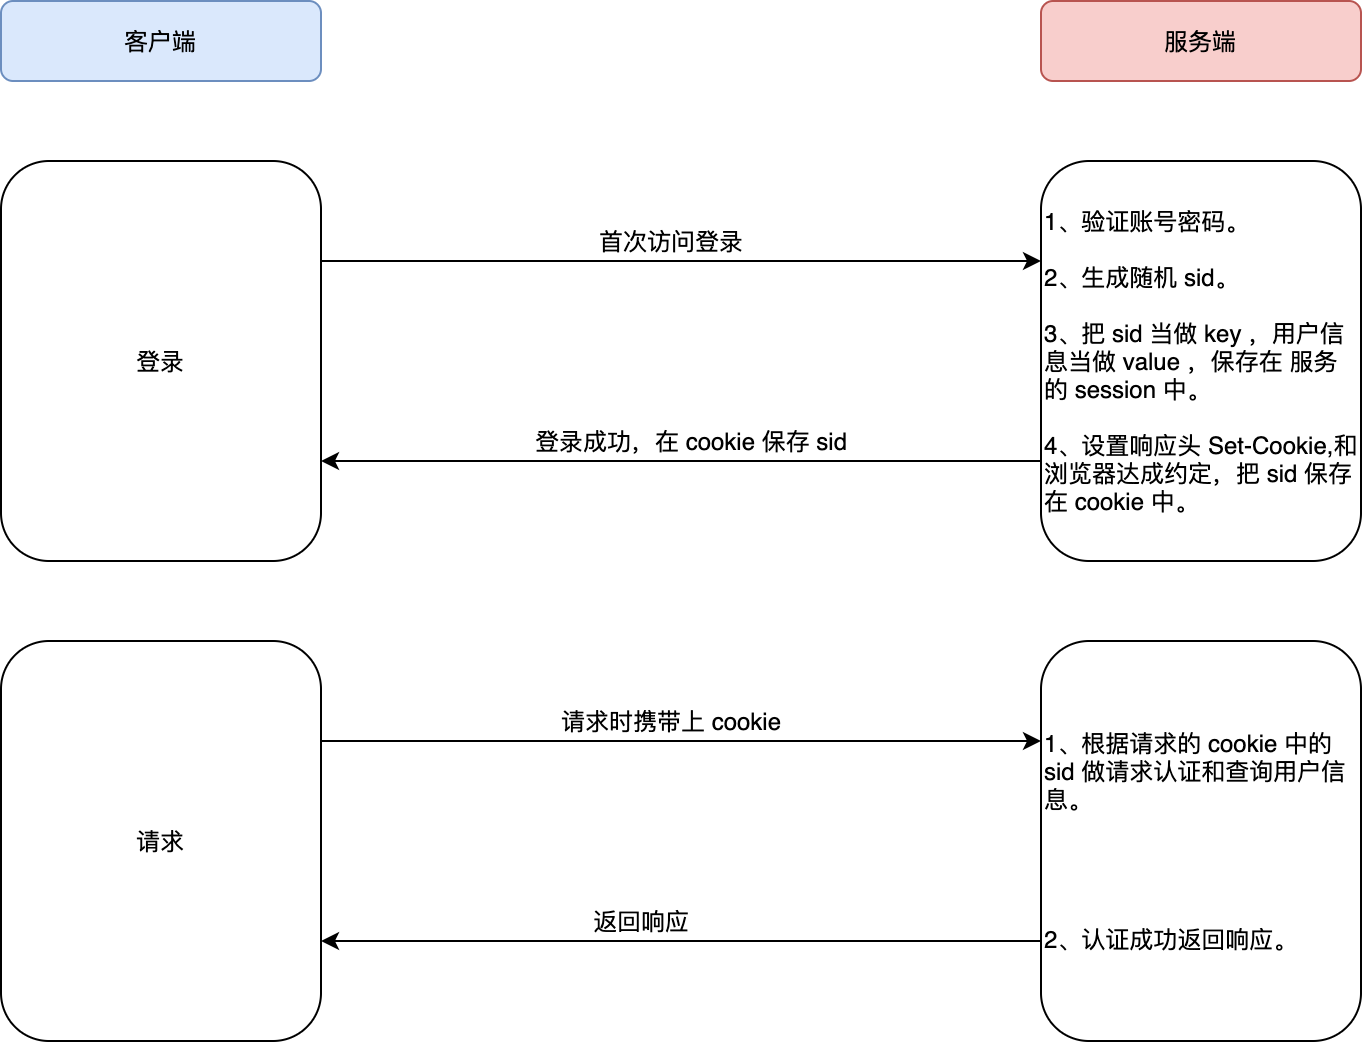 客户端
服务端
首次访问登录
登录
登录成功，在 cookie 保存 sid
1、验证账号密码。
2、生成随机 sid。
3、把 sid 当做 key ，用户信
息当做 value ，保存在 服务
的 session 中。
4、设置响应头 Set-Cookie,和
浏览器达成约定，把 sid 保存
在 cookie 中。
请求时携带上 cookie
请求
返回响应
1、根据请求的 cookie 中的
sid 做请求认证和查询用户信
息。
2、认证成功返回响应。